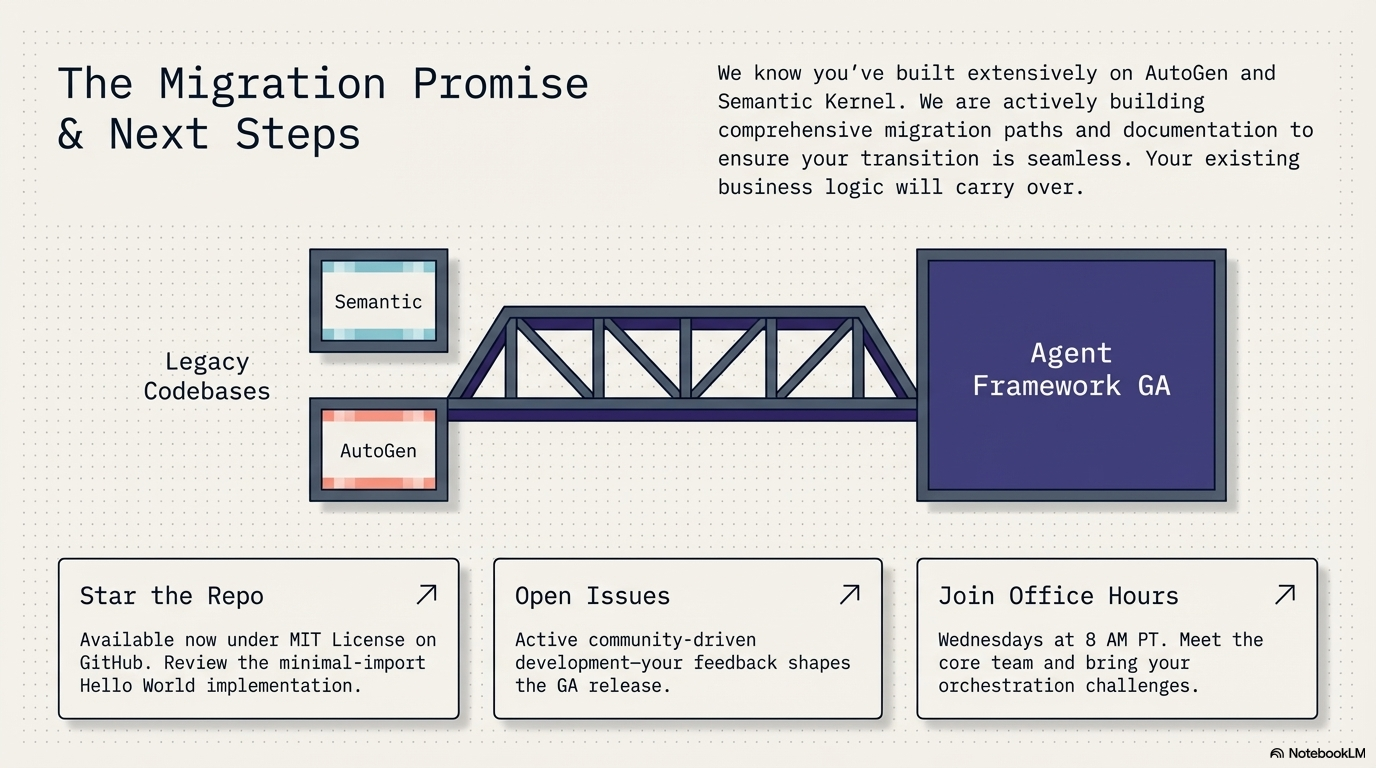 The Migration Promise
& Next Steps
We know you’ve built extensively on AutoGen and
Semantic Kernel. We are actively building
comprehensive migration paths and documentation to
ensure your transition is seamless. Your existing
business logic will carry over.
Legacy
Codebases
Semantic
AutoGen
Agent
Framework GA
Star the Repo
Available now under MIT License on
GitHub. Review the minimal-import
Hello World implementation.
Open Issues
Active community-driven
development—your feedback shapes
the GA release.
Join Office Hours
Wednesdays at 8 AM PT. Meet the
core team and bring your
orchestration challenges.
NotebookLM